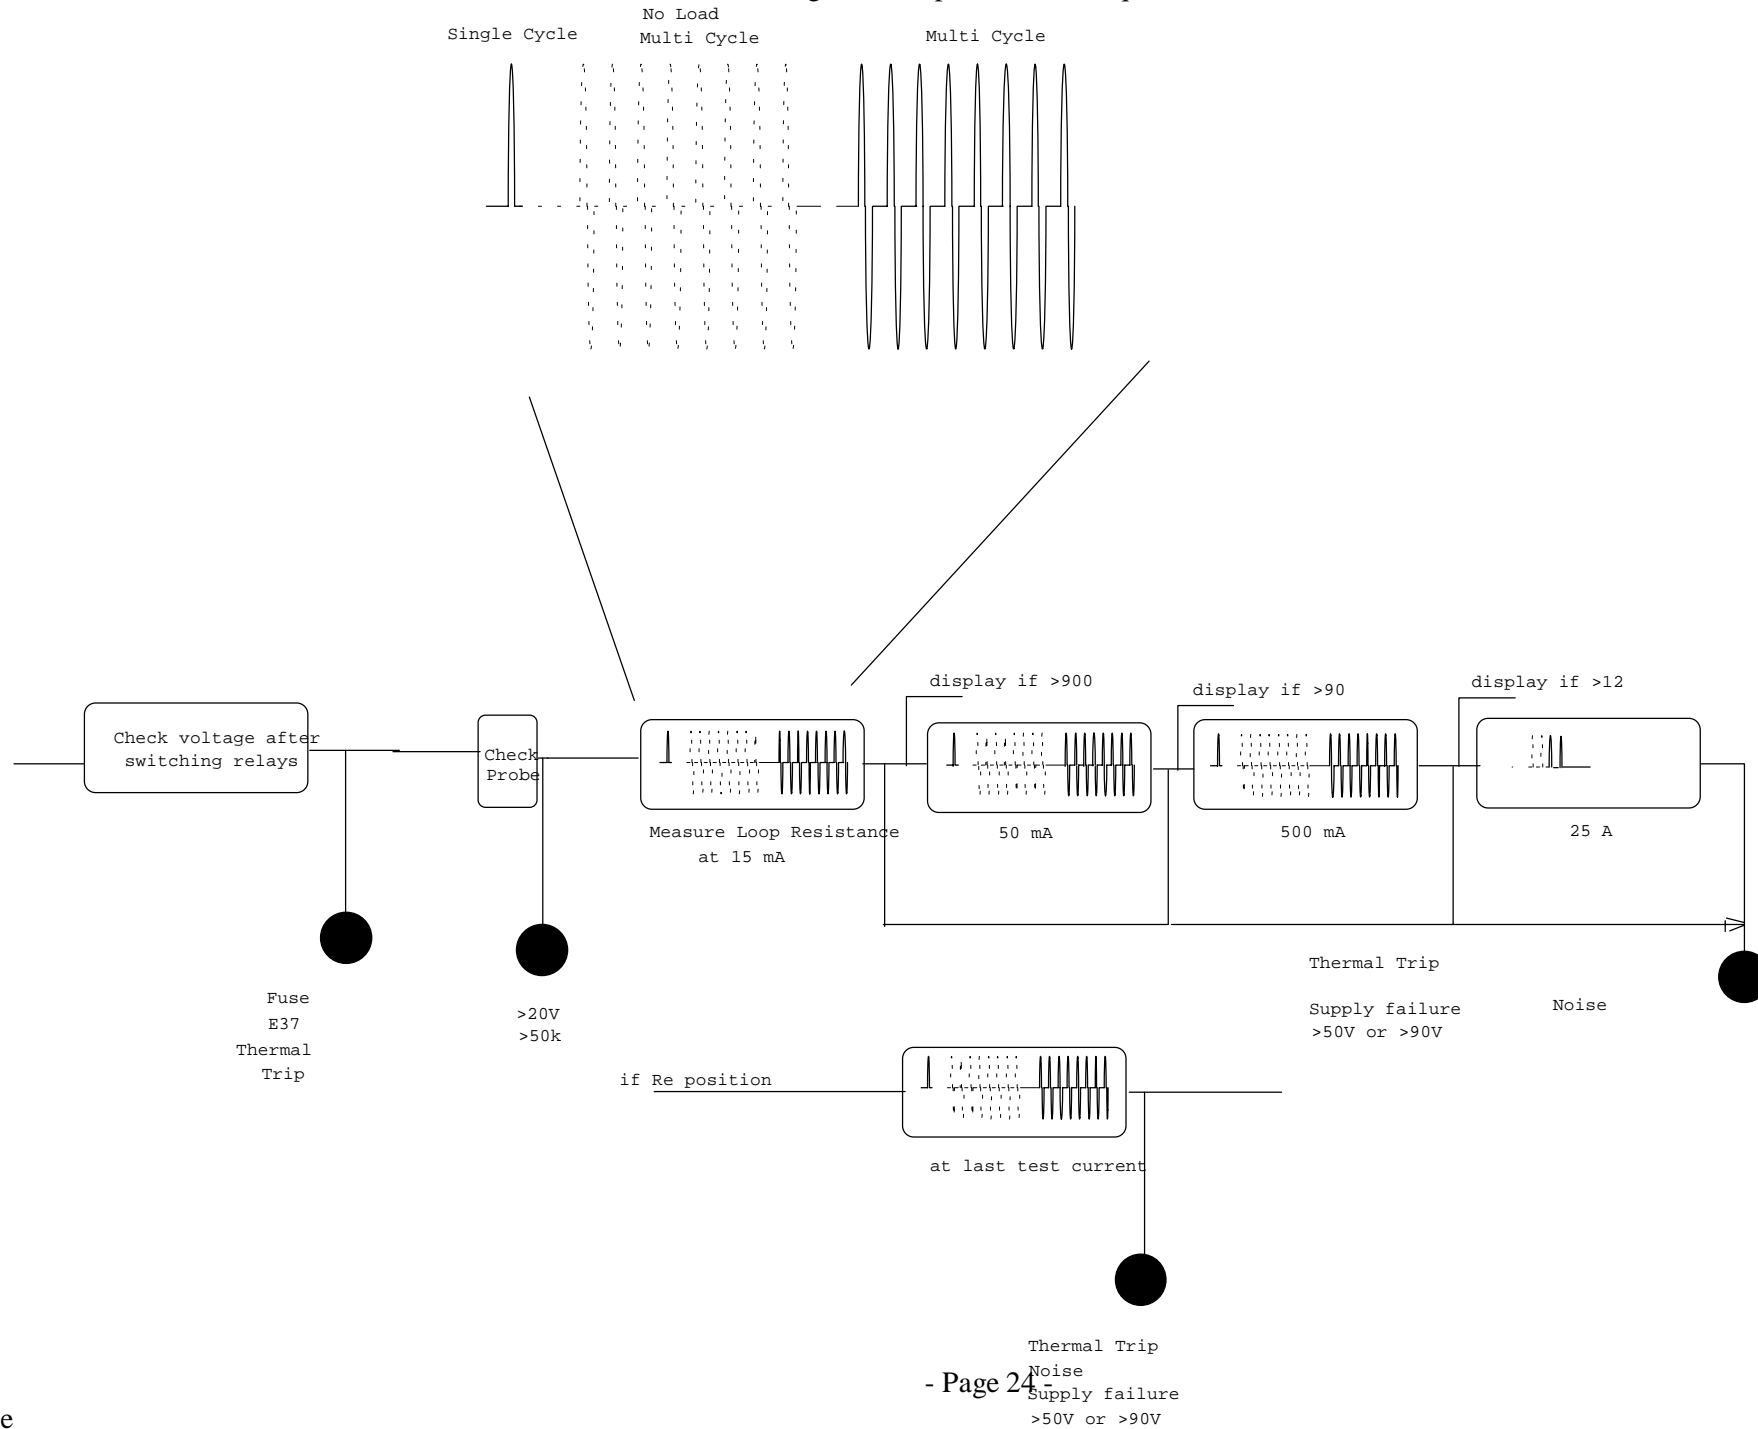 No Load
Single Cycle
Multi Cycle
Multi Cycle
display if >900
display if >90
display if >12
Check voltage after
switching relays
Check
Probe
Measure Loop Resistance
at 15 mA
50 mA
500 mA
25 A
Fuse
E37
Thermal
Trip
>20V
>50k
Thermal Trip
Supply failure
>50V or >90V
Noise
if Re position
at last test current
Thermal Trip
Noise
- Page 24 -
Supply failure
>50V or >90V
e